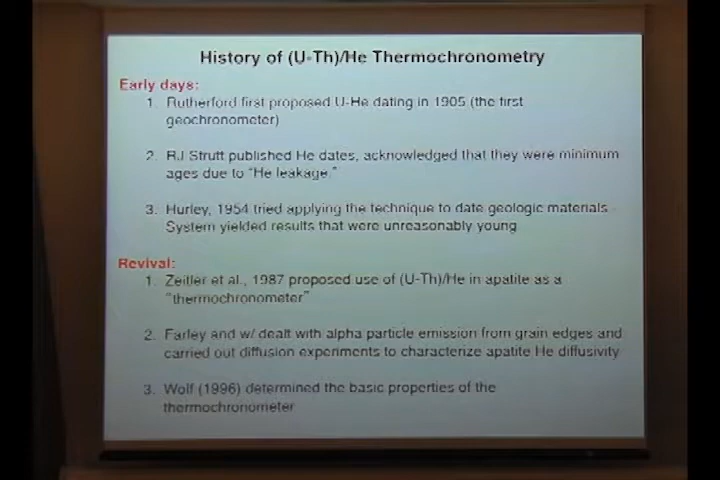 History of (U-Th)/He Thermochronometry
Early days:
1. Rutherford first proposed U-He dating in 1905 (the first
geochronometer)
2. RJ Strutt published He dates, acknowledged that they were minimum
ages due to "He leakage."
3. Hurley, 1954 tried applying the technique to date geologic materials
System yielded results that were unreasonably young
Revival:
1. Zeitler et al., 1987 proposed use of (U-Th)/He in apatite as a
"thermochronometer"
2. Farley and w/ dealt with alpha particle emission from grain edges and
carried out diffusion experiments to characterize apatite He diffusivity
3. Wolf (1996) determined the basic properties of the
thermochronometer